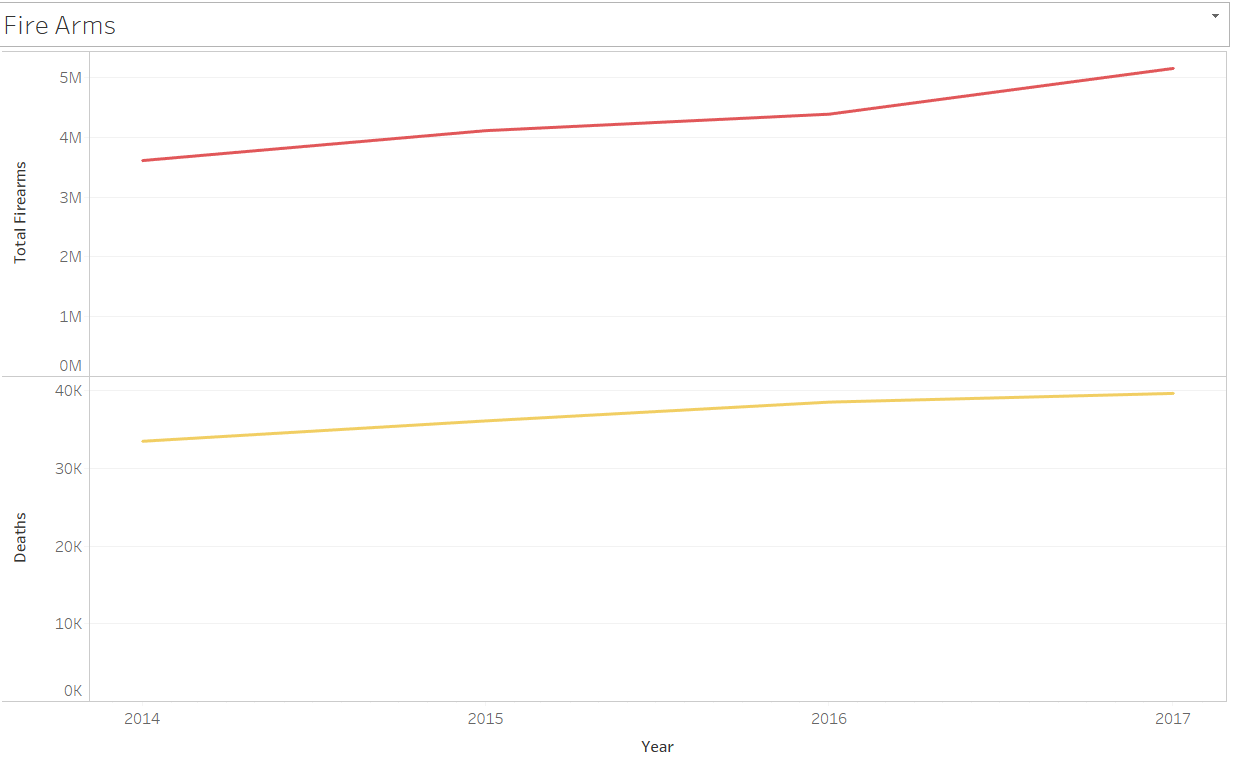 Fire Arms
Total Firearms
5M
4M
3M
2M
1M
0M
Deaths
40K
30K
20K
10K
0K
2014 2015 2016 2017
Year